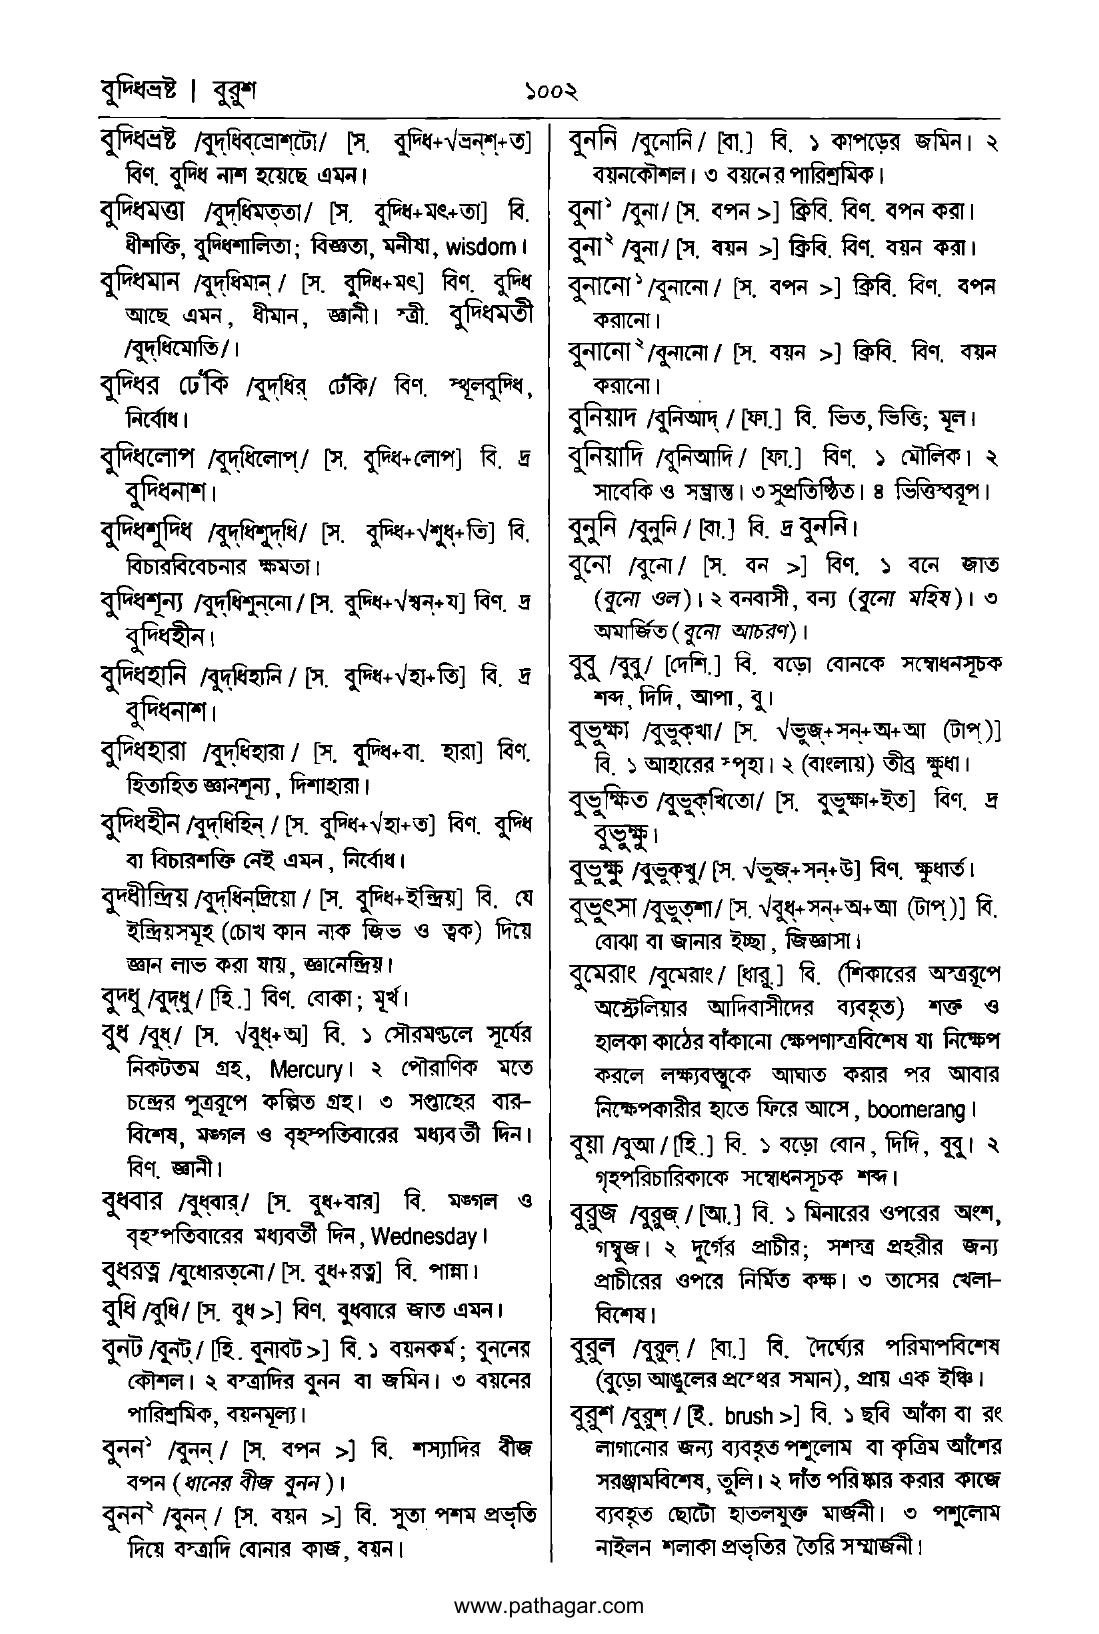 বুদ্ধিভ্রষ্ট | বুরুশ
১০০২
বুদ্ধিভ্রষ্ট /বুদ্‌ধিব্‌ভ্রোশ্‌টো/ [স. বুদ্ধি+√ভ্রন্‌শ্+ত]
বিণ. বুদ্ধি নাশ হয়েছে এমন।
বুদ্ধিমত্তা /বুদ্‌ধিমত্‌তা/ [স. বুদ্ধি+মৎ+তা] বি.
ধীশক্তি, বুদ্ধিশালিতা; বিজ্ঞতা, মনীষা, wisdom।
বুদ্ধিমান /বুদ্‌ধিমান্/ [স. বুদ্ধি+মৎ] বিণ. বুদ্ধি
আছে এমন, ধীমান, জ্ঞানী। স্ত্রী. বুদ্ধিমতী
/বুদ্‌ধিমোতি/।
বুদ্ধির ঢেঁকি /বুদ্‌ধির্ ঢেঁকি/ বিণ. স্থূলবুদ্ধি,
নির্বোধ।
বুদ্ধিলোপ /বুদ্‌ধিলোপ্/ [স. বুদ্ধি+লোপ] বি. দ্র
বুদ্ধিনাশ।
বুদ্ধিশুদ্ধি /বুদ্‌ধিশুদ্‌ধি/ [স. বুদ্ধি+√শুধ্+তি] বি.
বিচারবিবেচনার ক্ষমতা।
বুদ্ধিশূন্য /বুদ্‌ধিশুন্‌নো/ [স. বুদ্ধি+√শ্বন্+য] বিণ. দ্র
বুদ্ধিহীন।
বুদ্ধিহানি /বুদ্‌ধিহানি/ [স. বুদ্ধি+√হা+তি] বি. দ্র
বুদ্ধিনাশ।
বুদ্ধিহারা /বুদ্‌ধিহারা/ [স. বুদ্ধি+বা. হারা] বিণ.
হিতাহিত জ্ঞানশূন্য, দিশাহারা।
বুদ্ধিহীন /বুদ্‌ধিহিন্/ [স. বুদ্ধি+√হা+ত] বিণ. বুদ্ধি
বা বিচারশক্তি নেই এমন, নির্বোধ।
বুদ্ধীন্দ্রিয় /বুদ্‌ধিন্‌দ্রিয়ো/ [স. বুদ্ধি+ইন্দ্রিয়] বি. যে
ইন্দ্রিয়সমূহ (চোখ কান নাক জিভ ও ত্বক) দিয়ে
জ্ঞান লাভ করা যায়, জ্ঞানেন্দ্রিয়।
বুদ্ধু /বুদ্‌ধু/ [হি.] বিণ. বোকা; মূর্খ।
বুধ /বুধ্/ [স. √বুধ্+অ] বি. ১ সৌরমণ্ডলে সূর্যের
নিকটতম গ্রহ, Mercury। ২ পৌরাণিক মতে
চন্দ্রের পুত্ররূপে কল্পিত গ্রহ। ৩ সপ্তাহের বার-
বিশেষ, মঙ্গল ও বৃহস্পতিবারের মধ্যবর্তী দিন।
বিণ. জ্ঞানী।
বুধবার /বুধ্‌বার্/ [স. বুধ+বার] বি. মঙ্গল ও
বৃহস্পতিবারের মধ্যবর্তী দিন, Wednesday।
বুধরত্ন /বুধোরত্‌নো/ [স. বুধ+রত্ন] বি. পান্না।
বুধি /বুধি/ [স. বুধ >] বিণ. বুধবারে জাত এমন।
বুনট /বুনট্/ [হি. বুনাবট >] বি. ১ বয়নকর্ম; বুননের
কৌশল। ২ বস্ত্রাদির বুনন বা জমিন। ৩ বয়নের
পারিশ্রমিক, বয়নমূল্য।
বুনন১ /বুনন্/ [স. বপন >] বি. শস্যাদির বীজ
বপন (ধানের বীজ বুনন)।
বুনন২ /বুনন্/ [স. বয়ন >] বি. সুতা পশম প্রভৃতি
দিয়ে বস্ত্রাদি বোনার কাজ, বয়ন।
বুননি /বুনোনি/ [বা.] বি. ১ কাপড়ের জমিন। ২
বয়নকৌশল। ৩ বয়নের পারিশ্রমিক।
বুনা১ /বুনা/ [স. বপন >] ক্রিবি. বিণ. বপন করা।
বুনা২ /বুনা/ [স. বয়ন >] ক্রিবি. বিণ. বয়ন করা।
বুনানো১ /বুনানো/ [স. বপন >] ক্রিবি. বিণ. বপন
করানো।
বুনানো২ /বুনানো/ [স. বয়ন >] ক্রিবি. বিণ. বয়ন
করানো।
বুনিয়াদ /বুনিআদ্/ [ফা.] বি. ভিত, ভিত্তি; মূল।
বুনিয়াদি /বুনিআদি/ [ফা.] বিণ. ১ মৌলিক। ২
সাবেকি ও সম্ভ্রান্ত। ৩ সুপ্রতিষ্ঠিত। ৪ ভিত্তিস্বরূপ।
বুনুনি /বুনুনি/ [বা.] বি. দ্র বুননি।
বুনো /বুনো/ [স. বন >] বিণ. ১ বনে জাত
(বুনো ওল)। ২ বনবাসী, বন্য (বুনো মহিষ)। ৩
অমার্জিত (বুনো আচরণ)।
বুবু /বুবু/ [দেশি.] বি. বড়ো বোনকে সম্বোধনসূচক
শব্দ, দিদি, আপা, বু।
বুভুক্ষা /বুভুক্‌খা/ [স. √ভুজ্+সন্+অ+আ (টাপ্)]
বি. ১ আহারের স্পৃহা। ২ (বাংলায়) তীব্র ক্ষুধা।
বুভুক্ষিত /বুভুক্‌খিতো/ [স. বুভুক্ষা+ইত] বিণ. দ্র
বুভুক্ষু।
বুভুক্ষু /বুভুক্‌খু/ [স. √ভুজ্+সন্+উ] বিণ. ক্ষুধার্ত।
বুভুৎসা /বুভুত্‌শা/ [স. √বুধ্+সন্+অ+আ (টাপ্)] বি.
বোঝা বা জানার ইচ্ছা, জিজ্ঞাসা।
বুমেরাং /বুমেরাং/ [ধারু.] বি. (শিকারের অস্ত্ররূপে
অস্ট্রেলিয়ার আদিবাসীদের ব্যবহৃত) শক্ত ও
হালকা কাঠের বাঁকানো ক্ষেপণাস্ত্রবিশেষ যা নিক্ষেপ
করলে লক্ষ্যবস্তুকে আঘাত করার পর আবার
নিক্ষেপকারীর হাতে ফিরে আসে, boomerang।
বুয়া /বুআ/ [হি.] বি. ১ বড়ো বোন, দিদি, বুবু। ২
গৃহপরিচারিকাকে সম্বোধনসূচক শব্দ।
বুরুজ /বুরুজ্/ [আ.] বি. ১ মিনারের ওপরের অংশ,
গম্বুজ। ২ দুর্গের প্রাচীর; সশস্ত্র প্রহরীর জন্য
প্রাচীরের ওপরে নির্মিত কক্ষ। ৩ তাসের খেলা-
বিশেষ।
বুরুল /বুরুল্/ [বা.] বি. দৈর্ঘ্যের পরিমাপবিশেষ
(বুড়ো আঙুলের প্রস্থের সমান), প্রায় এক ইঞ্চি।
বুরুশ /বুরুশ্/ [ই. brush >] বি. ১ ছবি আঁকা বা রং
লাগানোর জন্য ব্যবহৃত পশুলোম বা কৃত্রিম আঁশের
সরঞ্জামবিশেষ, তুলি। ২ দাঁত পরিষ্কার করার কাজে
ব্যবহৃত ছোটো হাতলযুক্ত মার্জনী। ৩ পশুলোম
নাইলন শলাকা প্রভৃতির তৈরি সম্মার্জনী।
www.pathagar.com